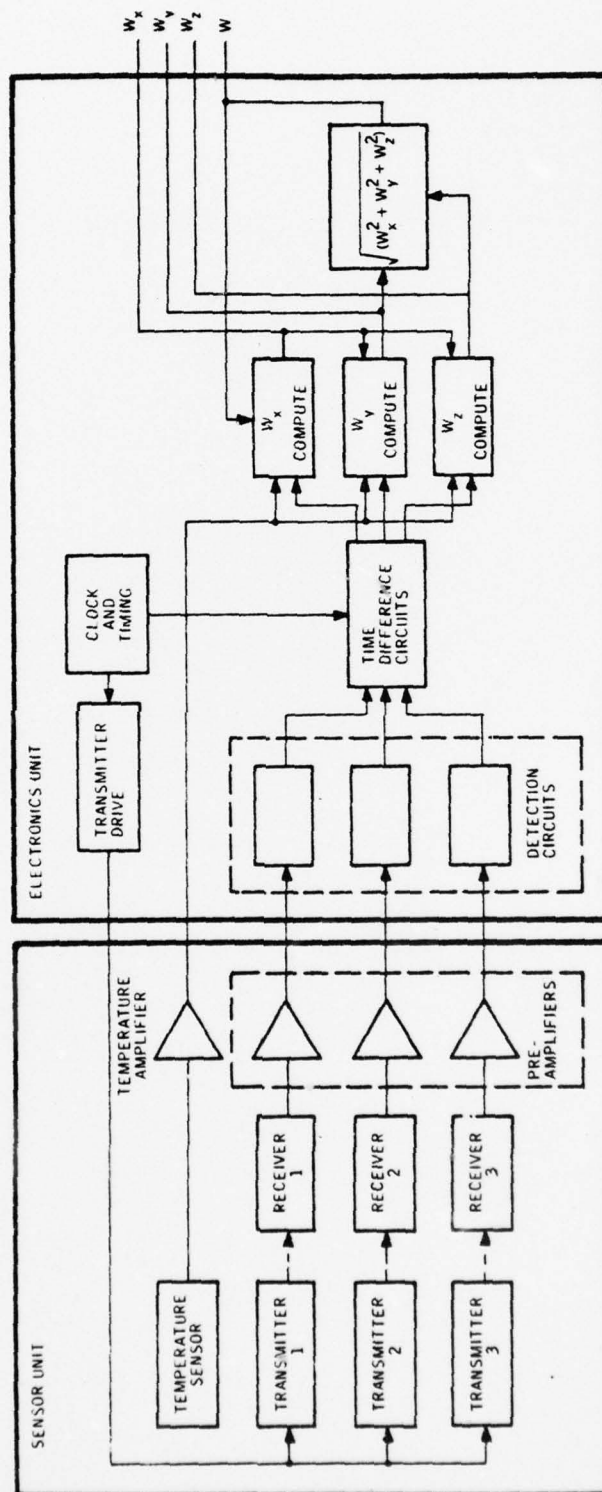 SENSOR UNIT
TEMPERATURE
SENSOR
TEMPERATURE
AMPLIFIER
TRANSMITTER
1
RECEIVER
1
TRANSMITTER
2
RECEIVER
2
TRANSMITTER
3
RECEIVER
3
PRE-
AMPLIFIERS
ELECTRONICS UNIT
TRANSMITTER
DRIVE
CLOCK
AND
TIMING
DETECTION
CIRCUITS
TIME
DIFFERENCE
CIRCUITS
Wx
COMPUTE
Wy
COMPUTE
Wz
COMPUTE
√(Wx² + Wy² + Wz²)
Wx
Wy
Wz
W